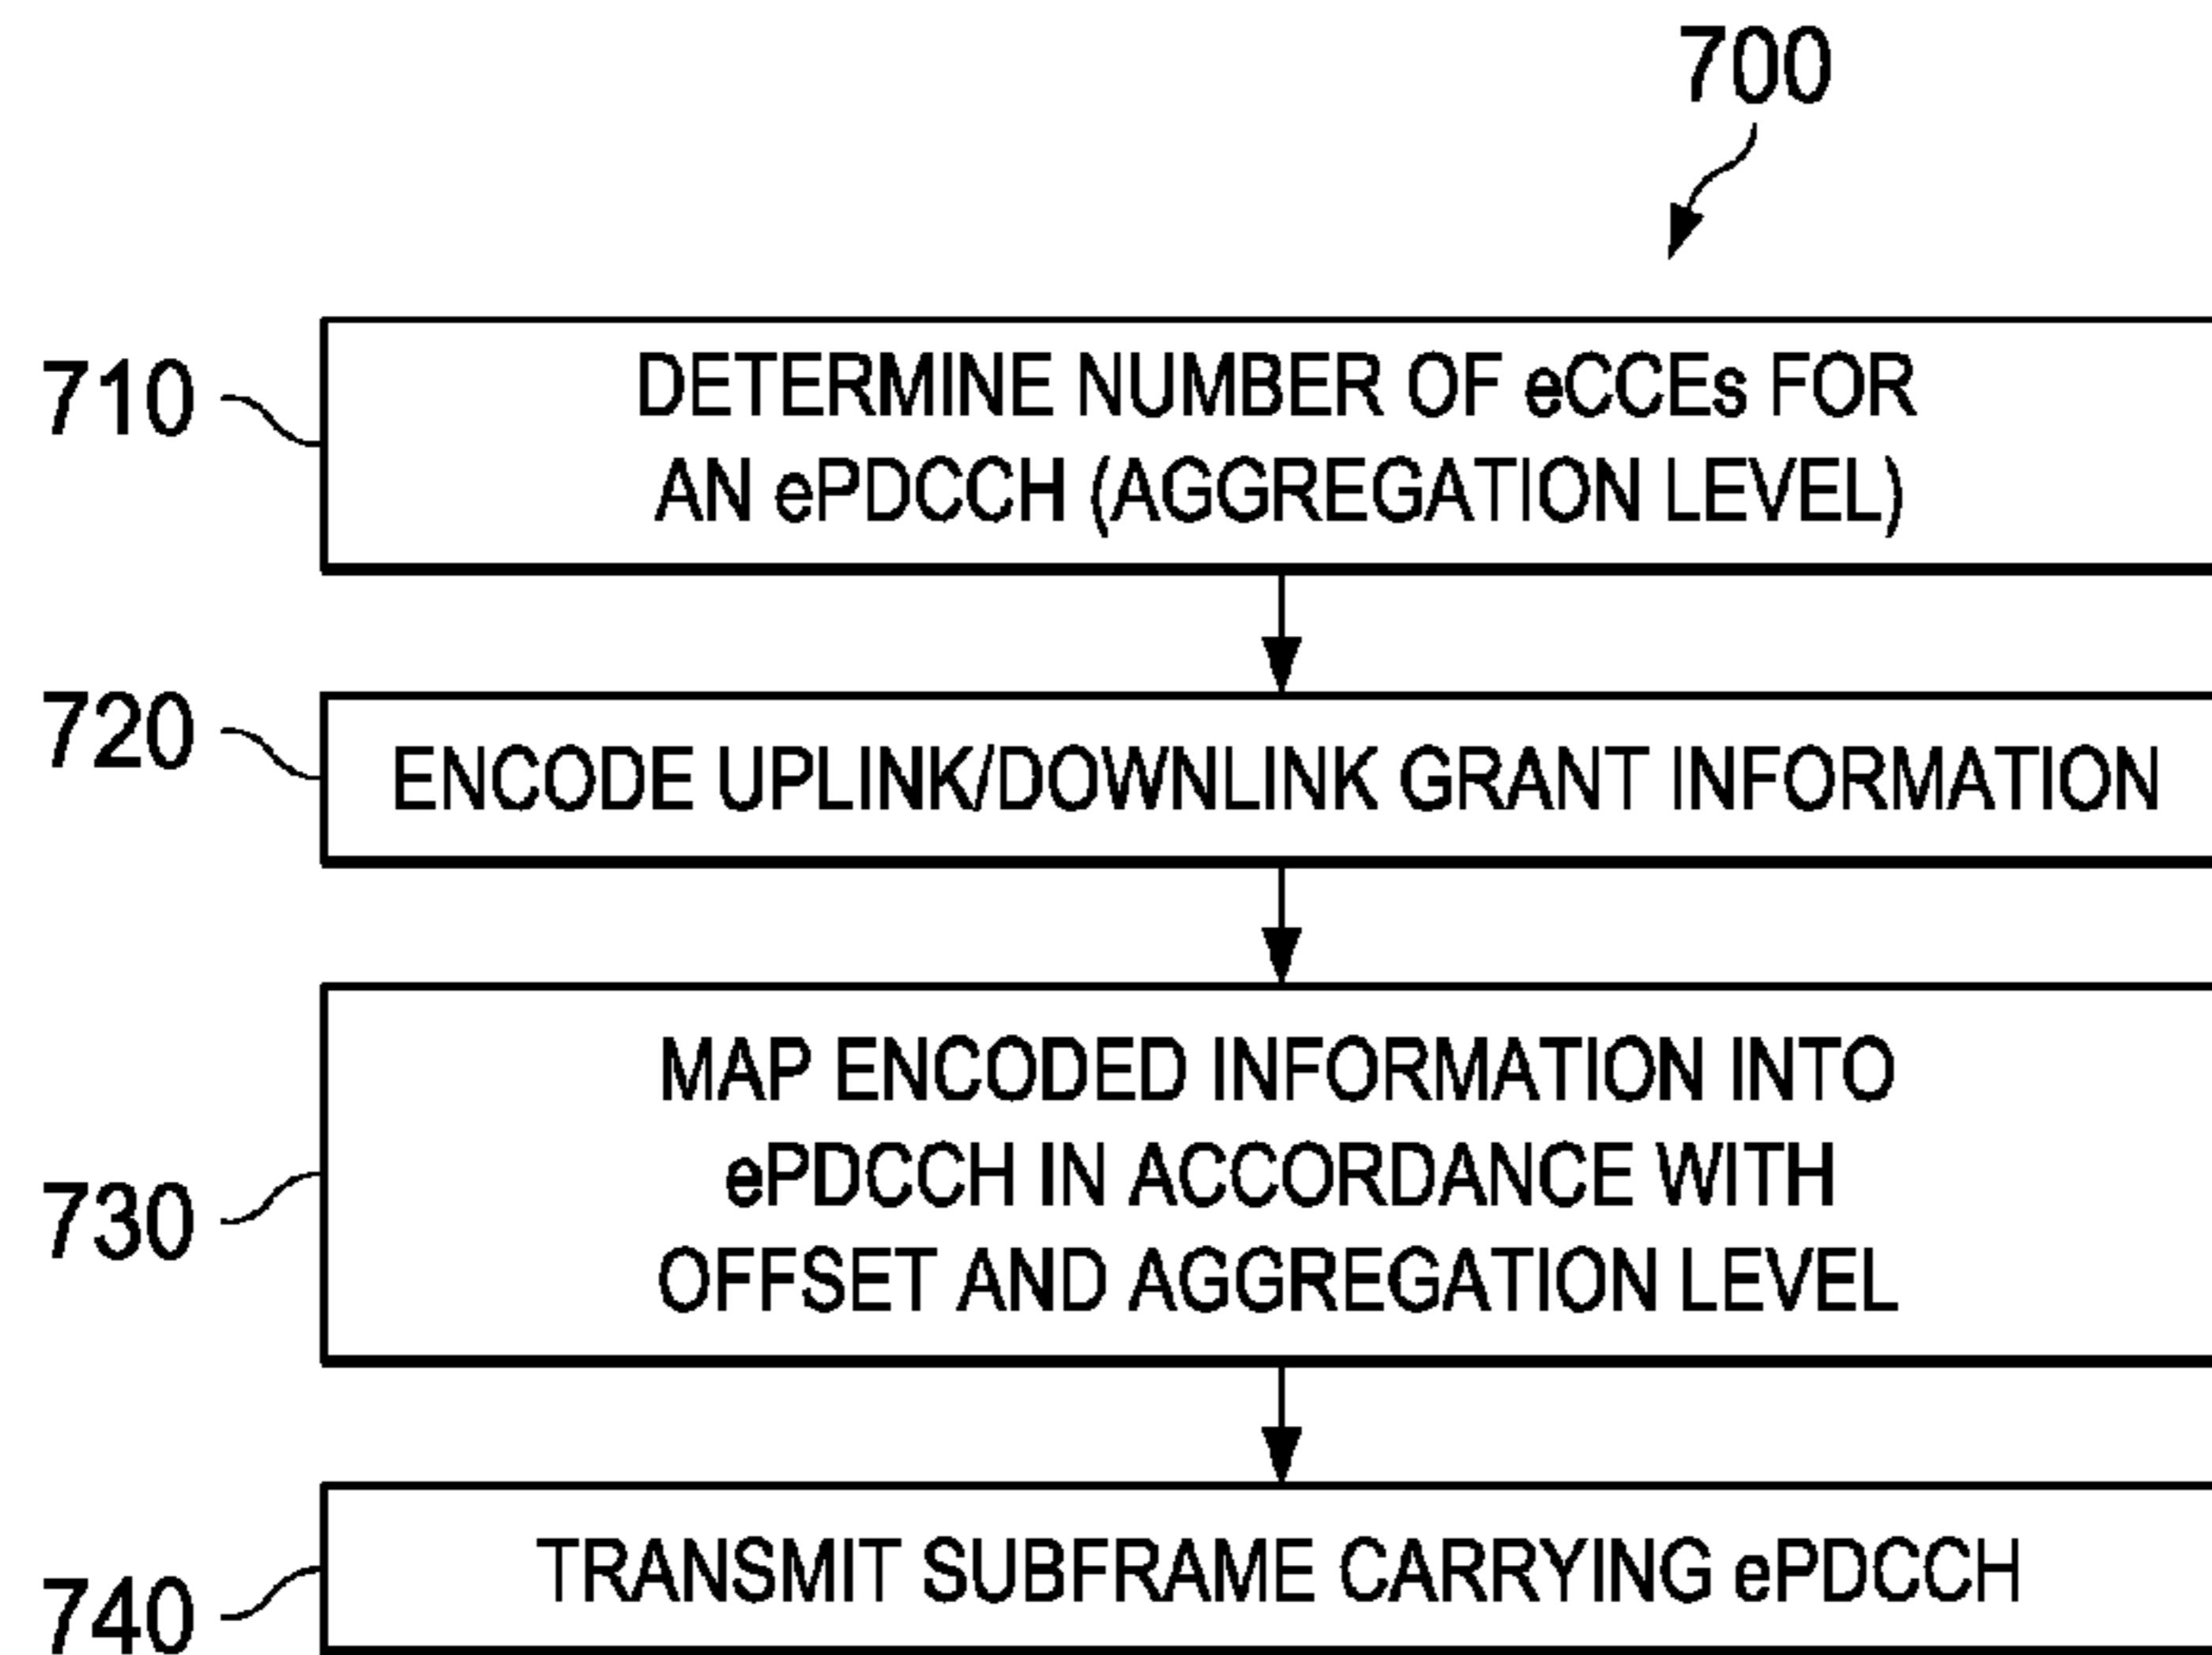 700
710
DETERMINE NUMBER OF eCCEs FOR
AN ePDCCH (AGGREGATION LEVEL)
720
ENCODE UPLINK/DOWNLINK GRANT INFORMATION
730
MAP ENCODED INFORMATION INTO
ePDCCH IN ACCORDANCE WITH
OFFSET AND AGGREGATION LEVEL
740
TRANSMIT SUBFRAME CARRYING ePDCCH